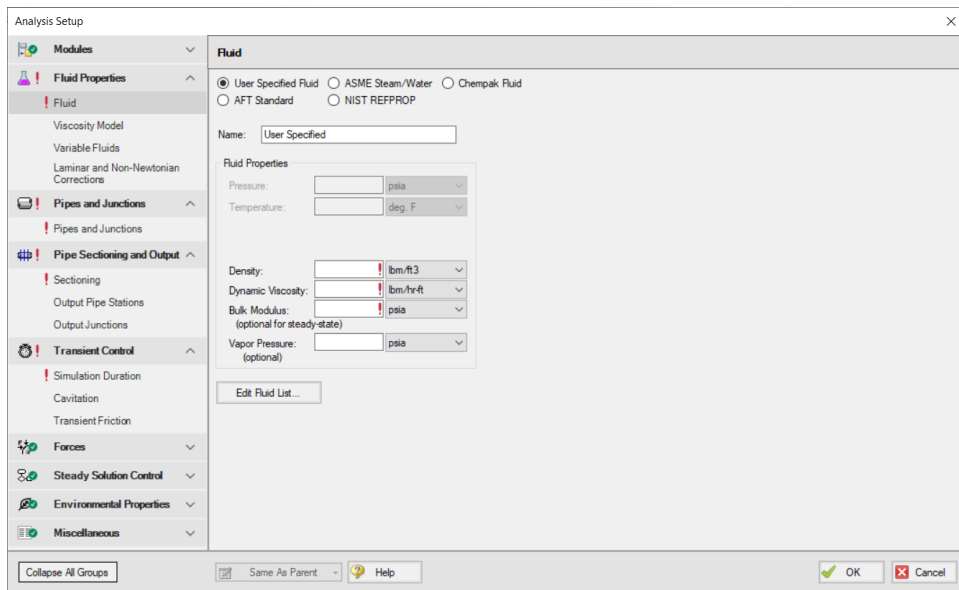 Analysis Setup
Modules
Fluid Properties
Fluid
Viscosity Model
Variable Fluids
Laminar and Non-Newtonian
Corrections
Pipes and Junctions
Pipes and Junctions
Pipe Sectioning and Output
Sectioning
Output Pipe Stations
Output Junctions
Transient Control
Simulation Duration
Cavitation
Transient Friction
Forces
Steady Solution Control
Environmental Properties
Miscellaneous
Fluid
User Specified Fluid ASME Steam/Water Chempak Fluid
AFT Standard NIST REFPROP
Name: User Specified
Fluid Properties
Pressure: psia
Temperature: deg. F
Density: lbm/ft3
Dynamic Viscosity: lbm/hr-ft
Bulk Modulus: psia
(optional for steady-state)
Vapor Pressure: psia
(optional)
Edit Fluid List...
Collapse All Groups Same As Parent Help OK Cancel